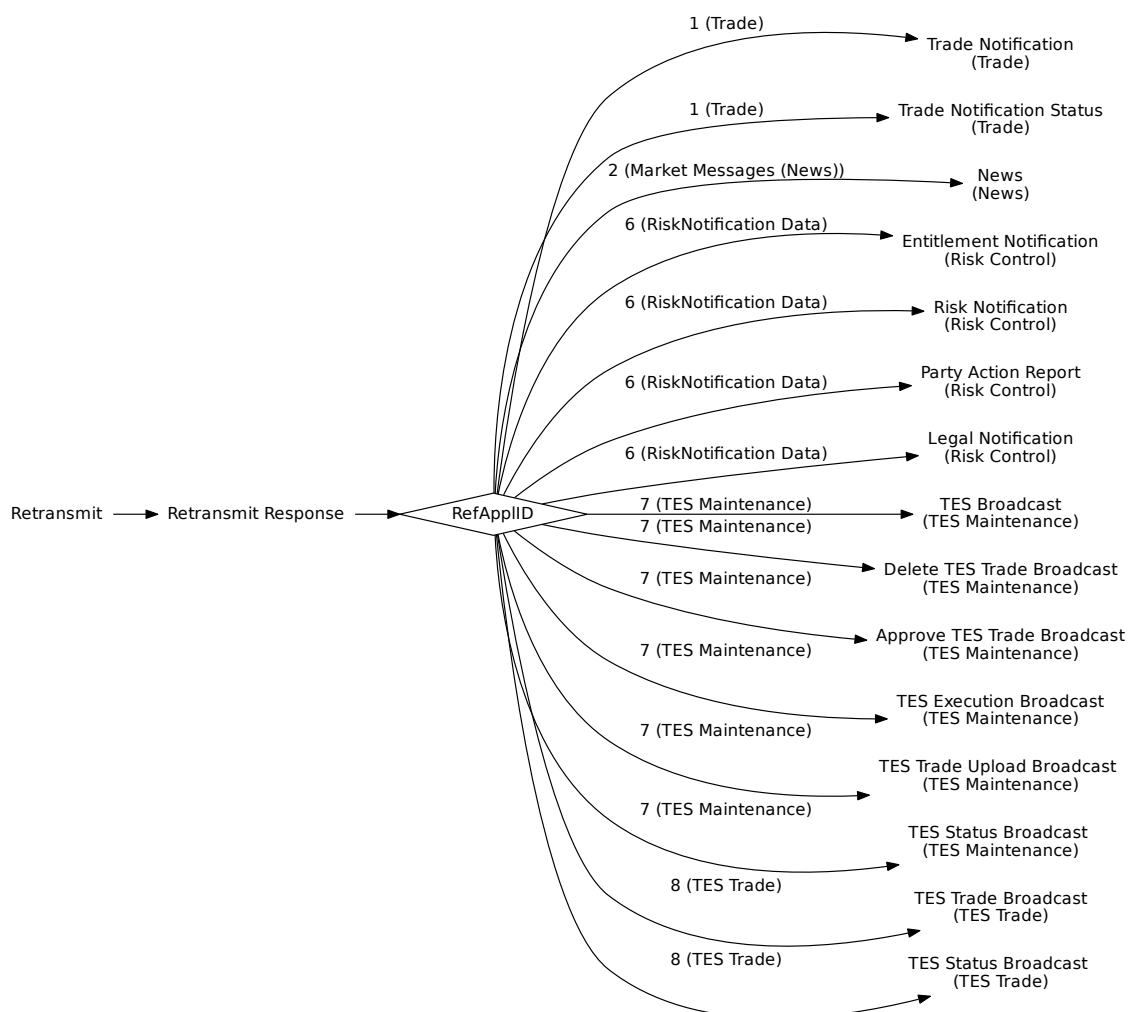 1 (Trade)
Trade Notification
(Trade)
1 (Trade)
Trade Notification Status
(Trade)
2 (Market Messages (News))
News
(News)
6 (RiskNotification Data)
Entitlement Notification
(Risk Control)
6 (RiskNotification Data)
Risk Notification
(Risk Control)
6 (RiskNotification Data)
Party Action Report
(Risk Control)
6 (RiskNotification Data)
Legal Notification
(Risk Control)
Retransmit
Retransmit Response
RefApplID
7 (TES Maintenance)
TES Broadcast
(TES Maintenance)
7 (TES Maintenance)
Delete TES Trade Broadcast
(TES Maintenance)
7 (TES Maintenance)
Approve TES Trade Broadcast
(TES Maintenance)
7 (TES Maintenance)
TES Execution Broadcast
(TES Maintenance)
7 (TES Maintenance)
TES Trade Upload Broadcast
(TES Maintenance)
7 (TES Maintenance)
TES Status Broadcast
(TES Maintenance)
8 (TES Trade)
TES Trade Broadcast
(TES Trade)
8 (TES Trade)
TES Status Broadcast
(TES Trade)